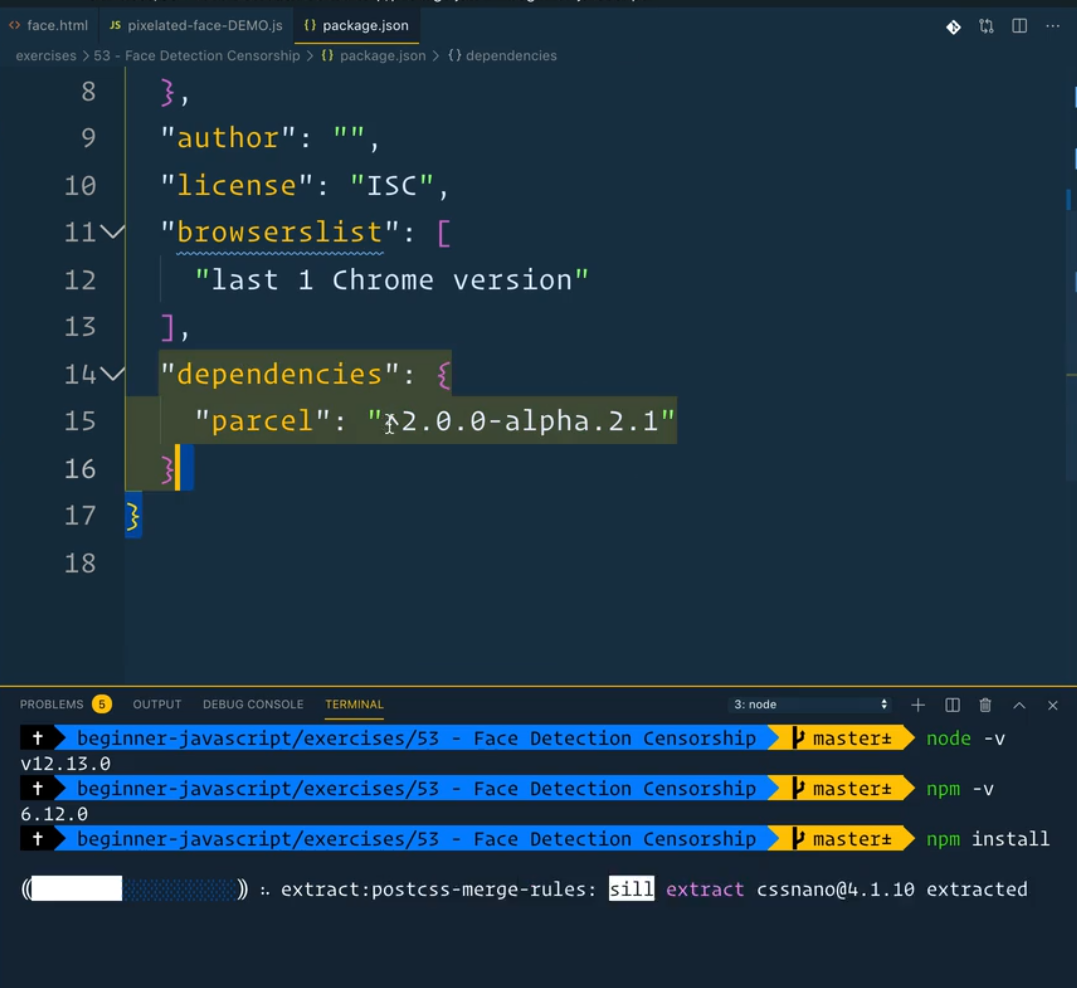 face.html JS pixelated-face-DEMO.js {} package.json ...
exercises > 53 - Face Detection Censorship > {} package.json > {} dependencies
8 },
9 "author": "",
10 "license": "ISC",
11 "browserslist": [
12 "last 1 Chrome version"
13 ],
14 "dependencies": {
15 "parcel": "^2.0.0-alpha.2.1"
16 }
17 }
18
PROBLEMS 5 OUTPUT DEBUG CONSOLE TERMINAL 3: node
beginner-javascript/exercises/53 - Face Detection Censorship master± node -v
v12.13.0
beginner-javascript/exercises/53 - Face Detection Censorship master± npm -v
6.12.0
beginner-javascript/exercises/53 - Face Detection Censorship master± npm install
extract:postcss-merge-rules: sill extract cssnano@4.1.10 extracted